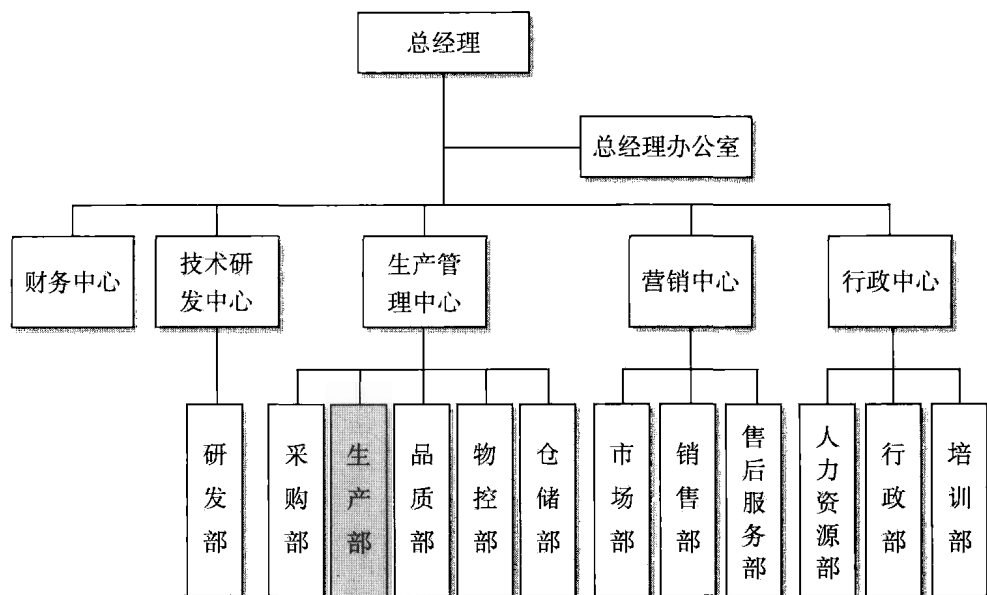 总经理
总经理办公室
财务中心
技术研
发中心
生产管
理中心
营销中心
行政中心
研发部
采购部
生产部
品质部
物控部
仓储部
市场部
销售部
售后服务部
人力资源部
行政部
培训部